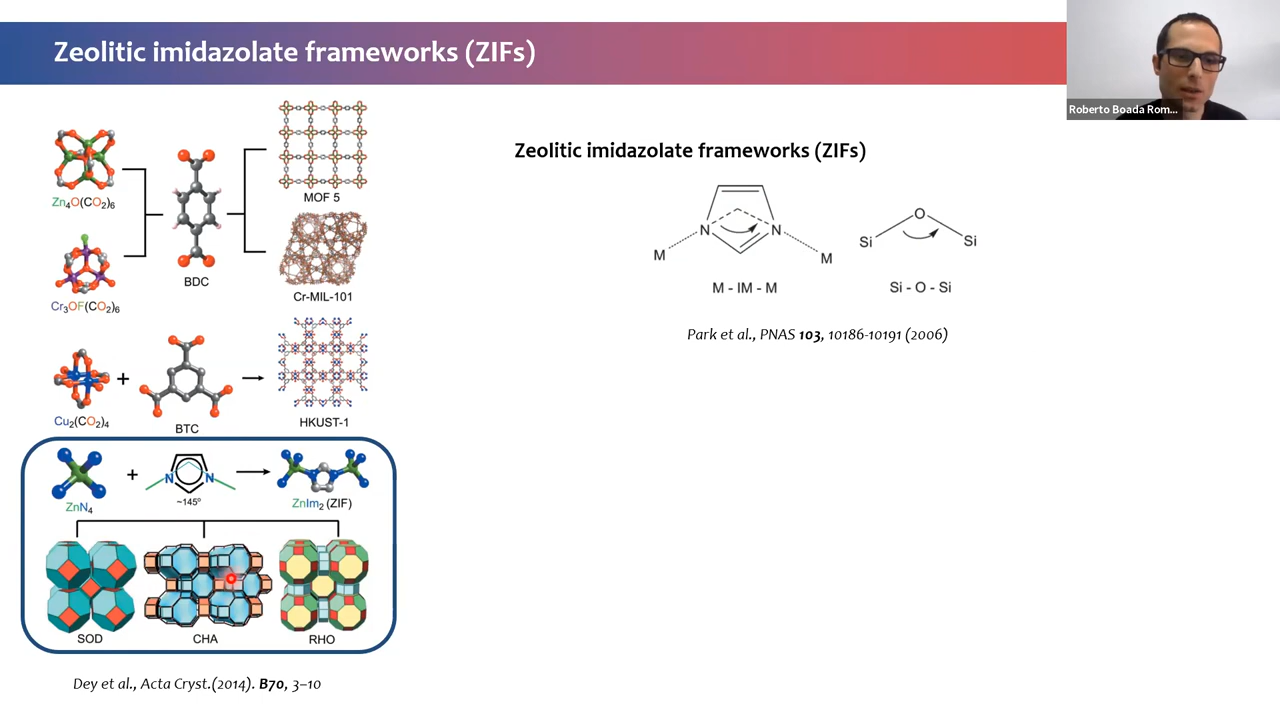 Zeolitic imidazolate frameworks (ZIFs)
Roberto Boada Rom...
Zn4O(CO2)6
Cr3OF(CO2)6
BDC
MOF 5
Cr-MIL-101
Cu2(CO2)4
+
BTC
HKUST-1
ZnN4
+
N
N
~145º
ZnIm2 (ZIF)
SOD
CHA
RHO
Dey et al., Acta Cryst.(2014). B70, 3–10
Zeolitic imidazolate frameworks (ZIFs)
N
N
M
M
M - IM - M
O
Si
Si
Si - O - Si
Park et al., PNAS 103, 10186-10191 (2006)